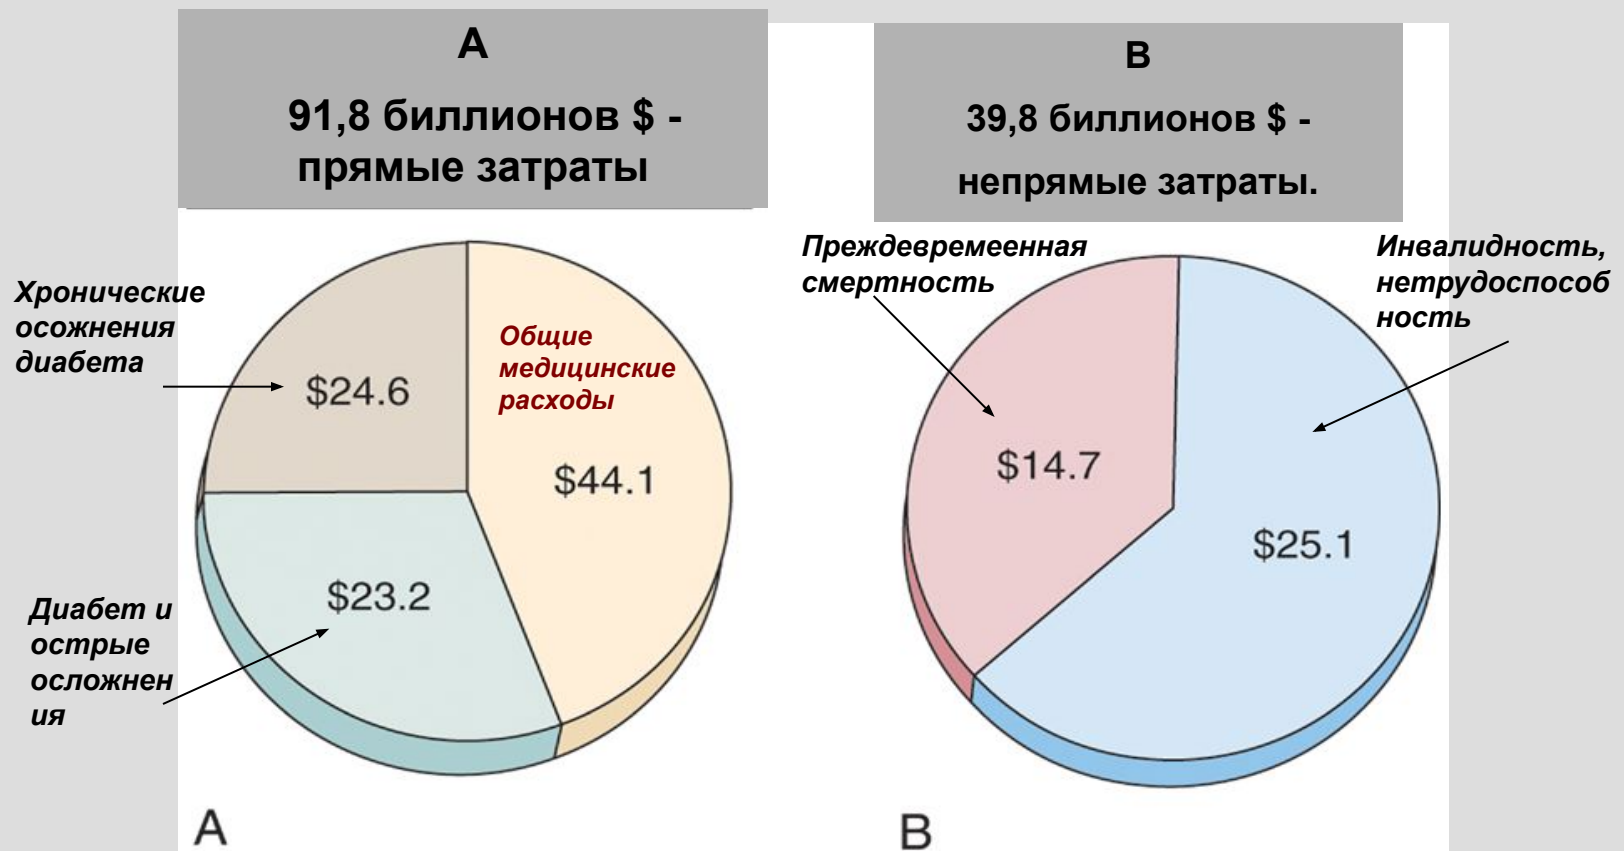 А
91,8 биллионов $ -
прямые затраты
В
39,8 биллионов $ -
непрямые затраты.
Хронические
осожнения
диабета
$24.6
Общие
медицинские
расходы
$44.1
Диабет и
острые
осложнен
ия
$23.2
A
Преждевремеенная
смертность
$14.7
Инвалидность,
нетрудоспособ
ность
$25.1
B